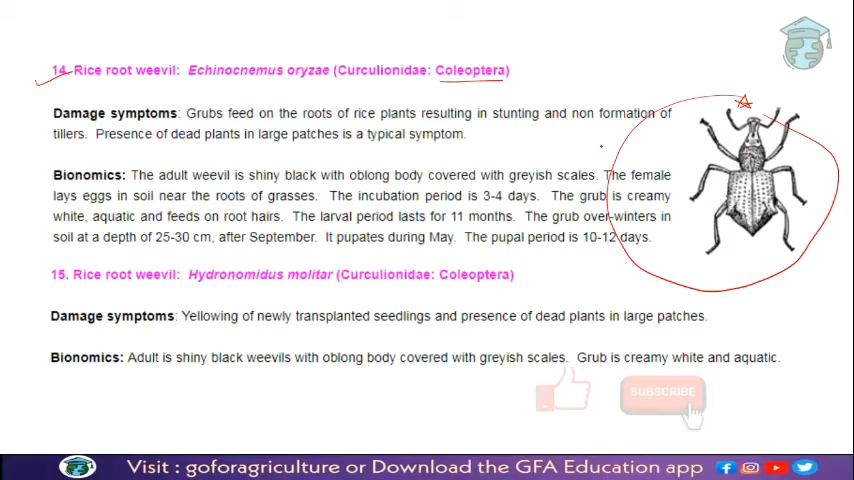 14. Rice root weevil: Echinocnemus oryzae (Curculionidae: Coleoptera)
Damage symptoms: Grubs feed on the roots of rice plants resulting in stunting and non formation of
tillers. Presence of dead plants in large patches is a typical symptom.
Bionomics: The adult weevil is shiny black with oblong body covered with greyish scales. The female
lays eggs in soil near the roots of grasses. The incubation period is 3-4 days. The grub is creamy
white, aquatic and feeds on root hairs. The larval period lasts for 11 months. The grub over-winters in
soil at a depth of 25-30 cm, after September. It pupates during May. The pupal period is 10-12 days.
15. Rice root weevil: Hydronomidus molitar (Curculionidae: Coleoptera)
Damage symptoms: Yellowing of newly transplanted seedlings and presence of dead plants in large patches.
Bionomics: Adult is shiny black weevils with oblong body covered with greyish scales. Grub is creamy white and aquatic.
SUBSCRIBE
Visit : goforagriculture or Download the GFA Education app